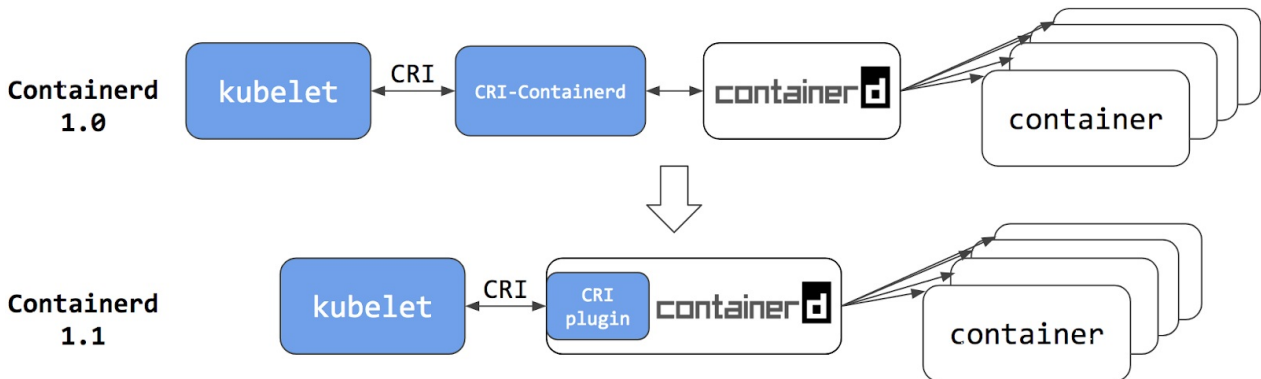 Containerd
1.0
kubelet
CRI
CRI-Containerd
containerd
container
Containerd
1.1
kubelet
CRI
CRI
plugin
containerd
container